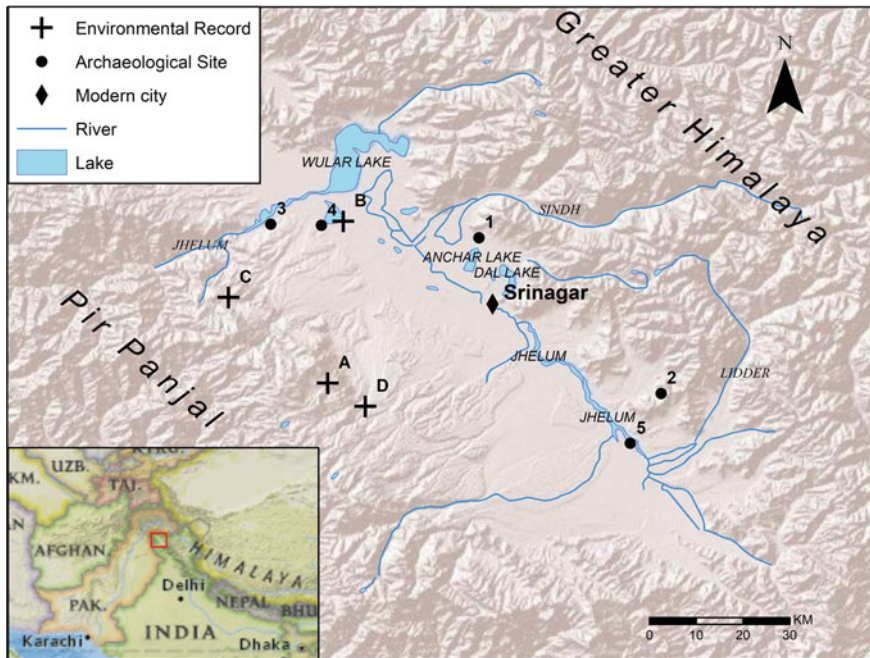 Environmental Record
Archaeological Site
Modern city
River
Lake
Greater Himalaya
N
WULAR LAKE
B
3
4
1
SINDH
JHELUM
ANCHAR LAKE
DAL LAKE
C
Srinagar
Pir Panjal
JHELUM
A
D
2
LIDDER
JHELUM
5
KYRG.
UZB.
KM.
TAJ.
AFGHAN
HIMALAYA
PAK.
Delhi
NEPAL
BHU
Karachi
INDIA
Dhaka
KM
0 10 20 30